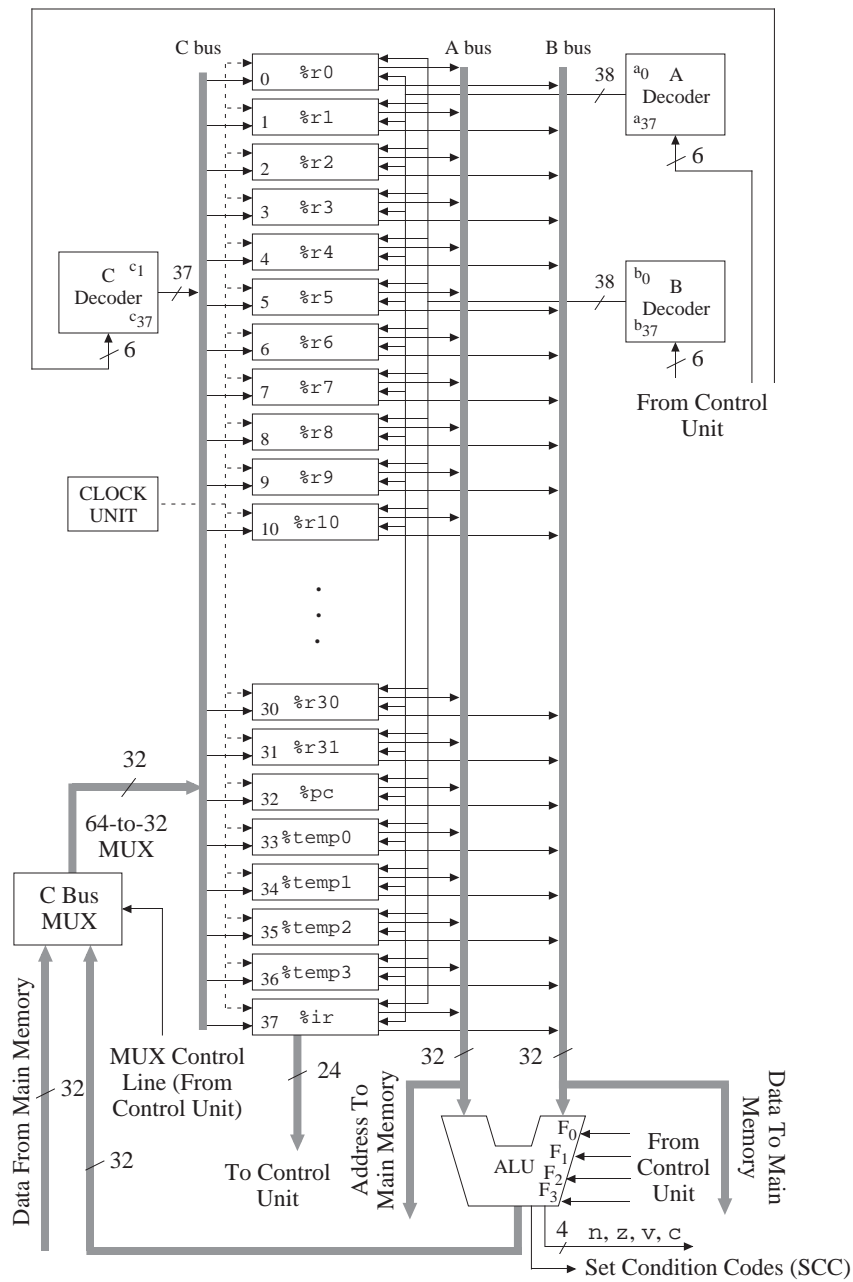 C bus
A bus
B bus
0 %r0
1 %r1
2 %r2
3 %r3
4 %r4
5 %r5
6 %r6
7 %r7
8 %r8
9 %r9
10 %r10
30 %r30
31 %r31
32 %pc
33 %temp0
34 %temp1
35 %temp2
36 %temp3
37 %ir
38
a0 A
Decoder
a37
6
38
b0 B
Decoder
b37
6
From Control
Unit
C c1
Decoder
c37
37
6
CLOCK
UNIT
.
.
.
32
64-to-32
MUX
C Bus
MUX
Data From Main Memory
32
32
MUX Control
Line (From
Control Unit)
24
To Control
Unit
32
32
Address To
Main Memory
Data To Main
Memory
ALU
F0
F1
F2
F3
From
Control
Unit
4
n, z, v, c
Set Condition Codes (SCC)